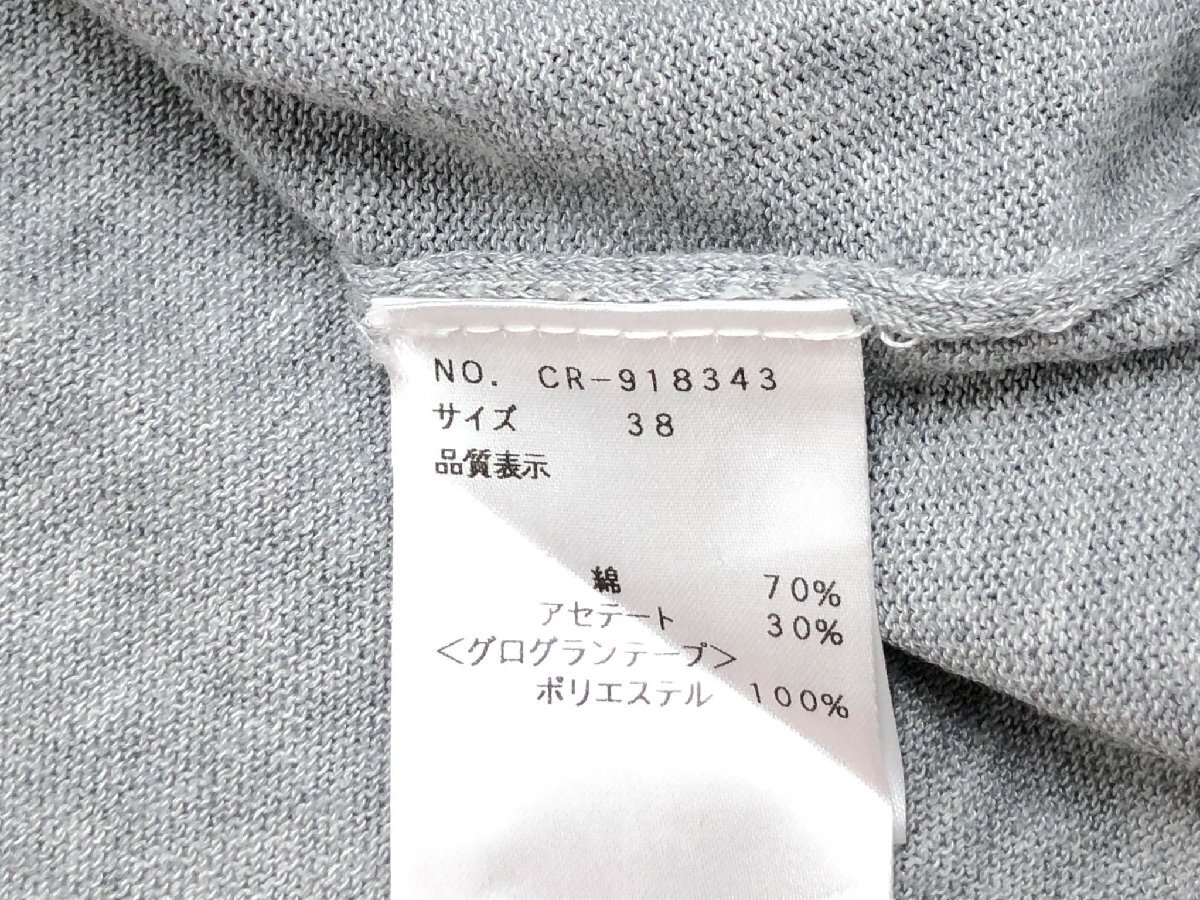 NO. CR-918343
サイズ 38
品質表示
綿 70%
アセテート 30%
<グログランテープ>
ポリエステル 100%